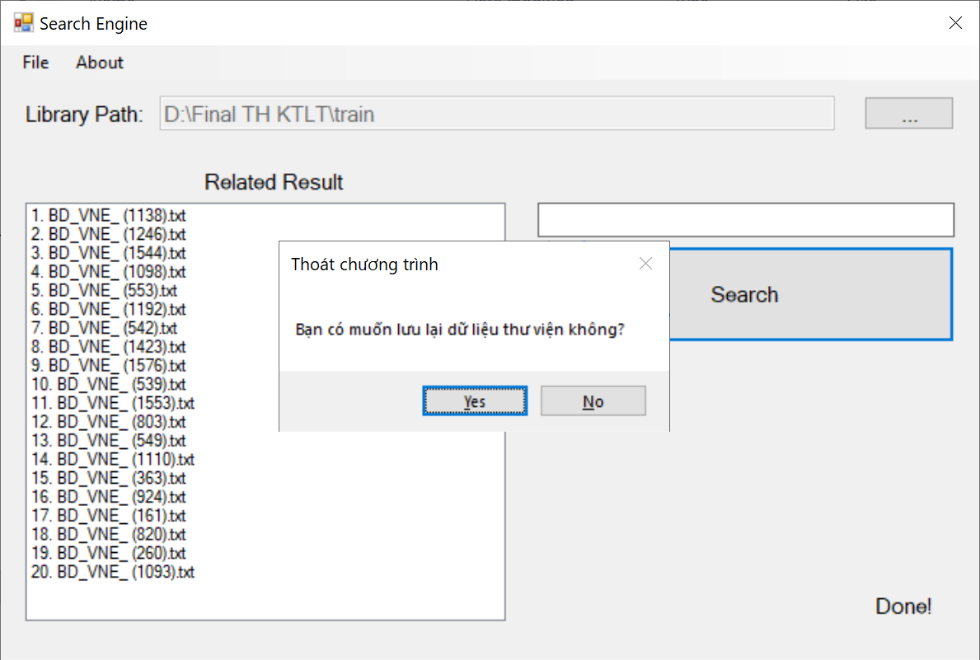 Search Engine
File About
Library Path: D:\Final TH KTLT\train ...
Related Result
1. BD_VNE_ (1138).txt
2. BD_VNE_ (1246).txt
3. BD_VNE_ (1544).txt
4. BD_VNE_ (1098).txt
5. BD_VNE_ (553).txt
6. BD_VNE_ (1192).txt
7. BD_VNE_ (542).txt
8. BD_VNE_ (1423).txt
9. BD_VNE_ (1576).txt
10. BD_VNE_ (539).txt
11. BD_VNE_ (1553).txt
12. BD_VNE_ (803).txt
13. BD_VNE_ (549).txt
14. BD_VNE_ (1110).txt
15. BD_VNE_ (363).txt
16. BD_VNE_ (924).txt
17. BD_VNE_ (161).txt
18. BD_VNE_ (820).txt
19. BD_VNE_ (260).txt
20. BD_VNE_ (1093).txt
Thoát chương trình
Bạn có muốn lưu lại dữ liệu thư viện không?
Yes No
Search
Done!